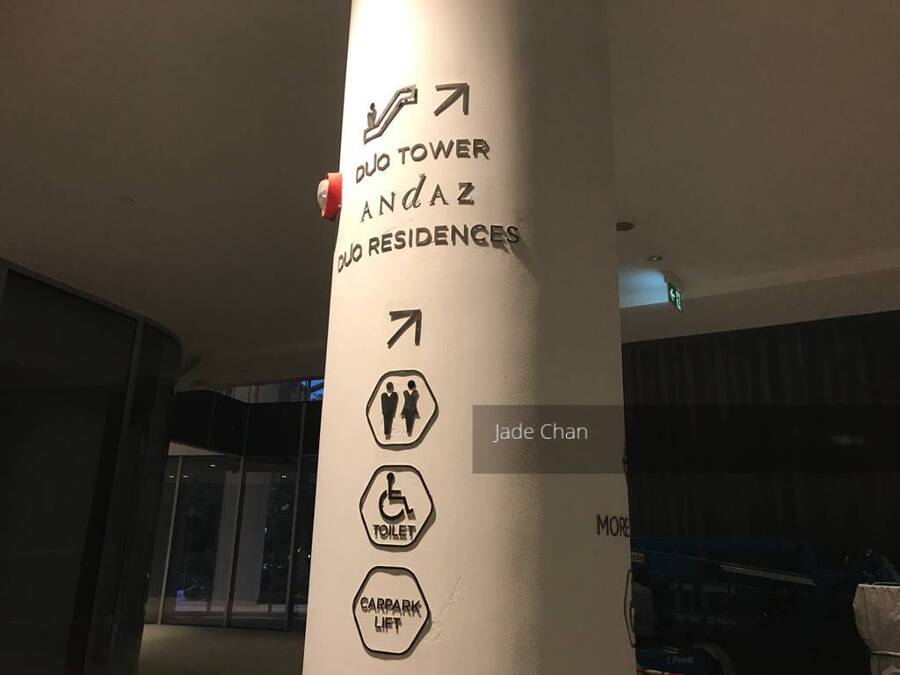 DUO TOWER
ANdAZ
DUO RESIDENCES
Jade Chan
TOILET
MORE
CARPARK
LIFT